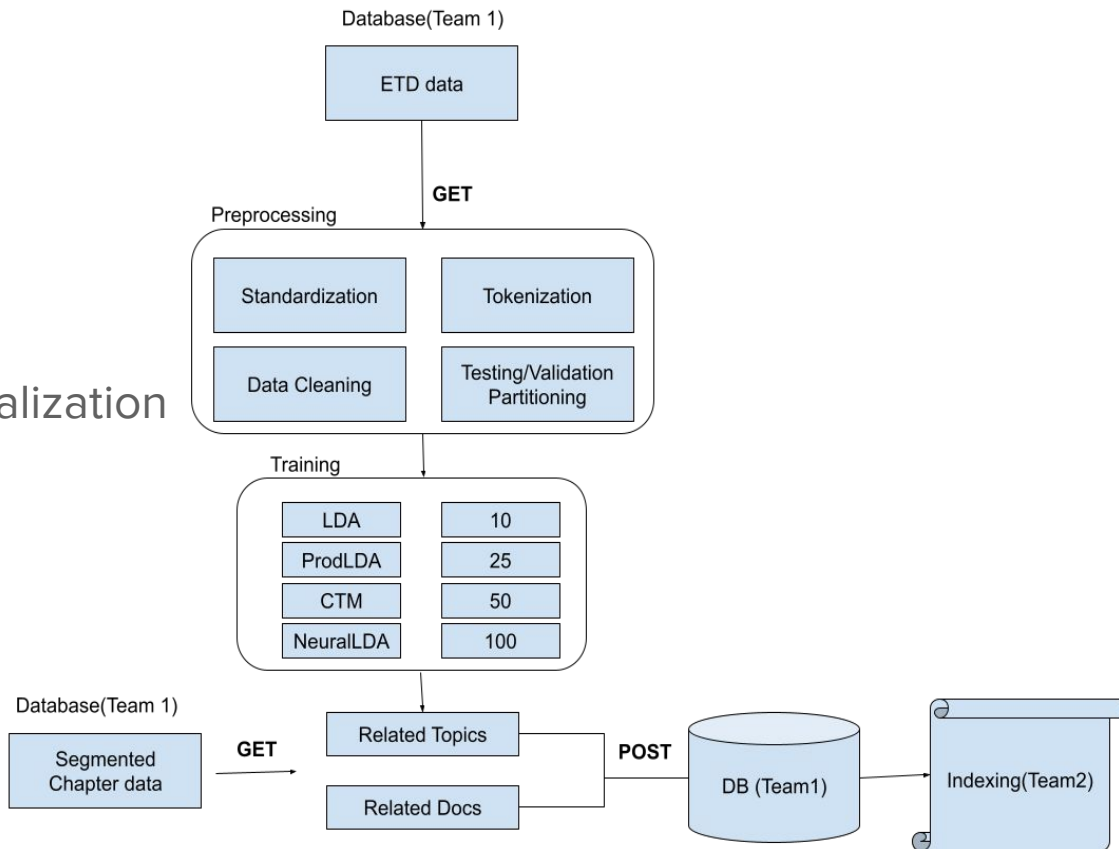 Database(Team 1)
ETD data
GET
Preprocessing
Standardization
Tokenization
Data Cleaning
Testing/Validation
Partitioning
alization
Training
LDA
10
ProdLDA
25
CTM
50
NeuralLDA
100
Database(Team 1)
Segmented
Chapter data
GET
Related Topics
Related Docs
POST
DB (Team1)
Indexing(Team2)